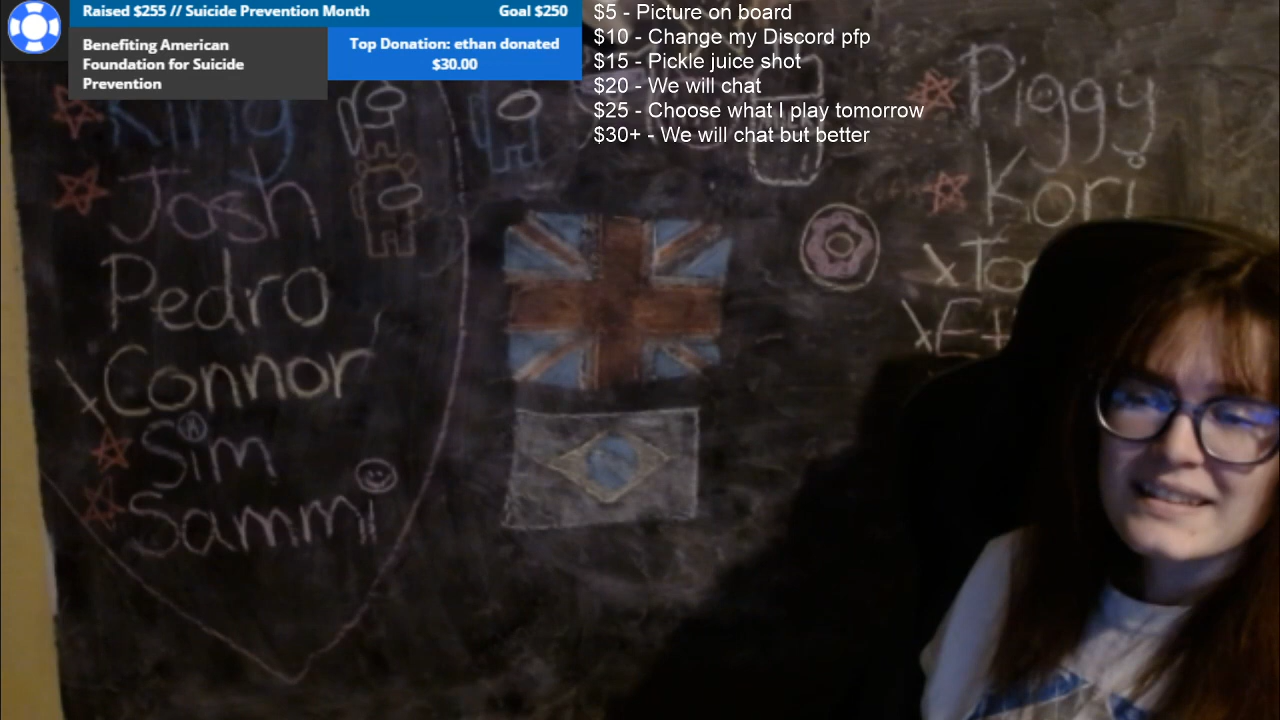 Raised $255 // Suicide Prevention Month
Goal $250
Benefiting American
Foundation for Suicide
Prevention
Top Donation: ethan donated
$30.00
$5 - Picture on board
$10 - Change my Discord pfp
$15 - Pickle juice shot
$20 - We will chat
$25 - Choose what I play tomorrow
$30+ - We will chat but better
King
Josh
Pedro
Connor
Sim
A
Sammi
Piggy
Kori